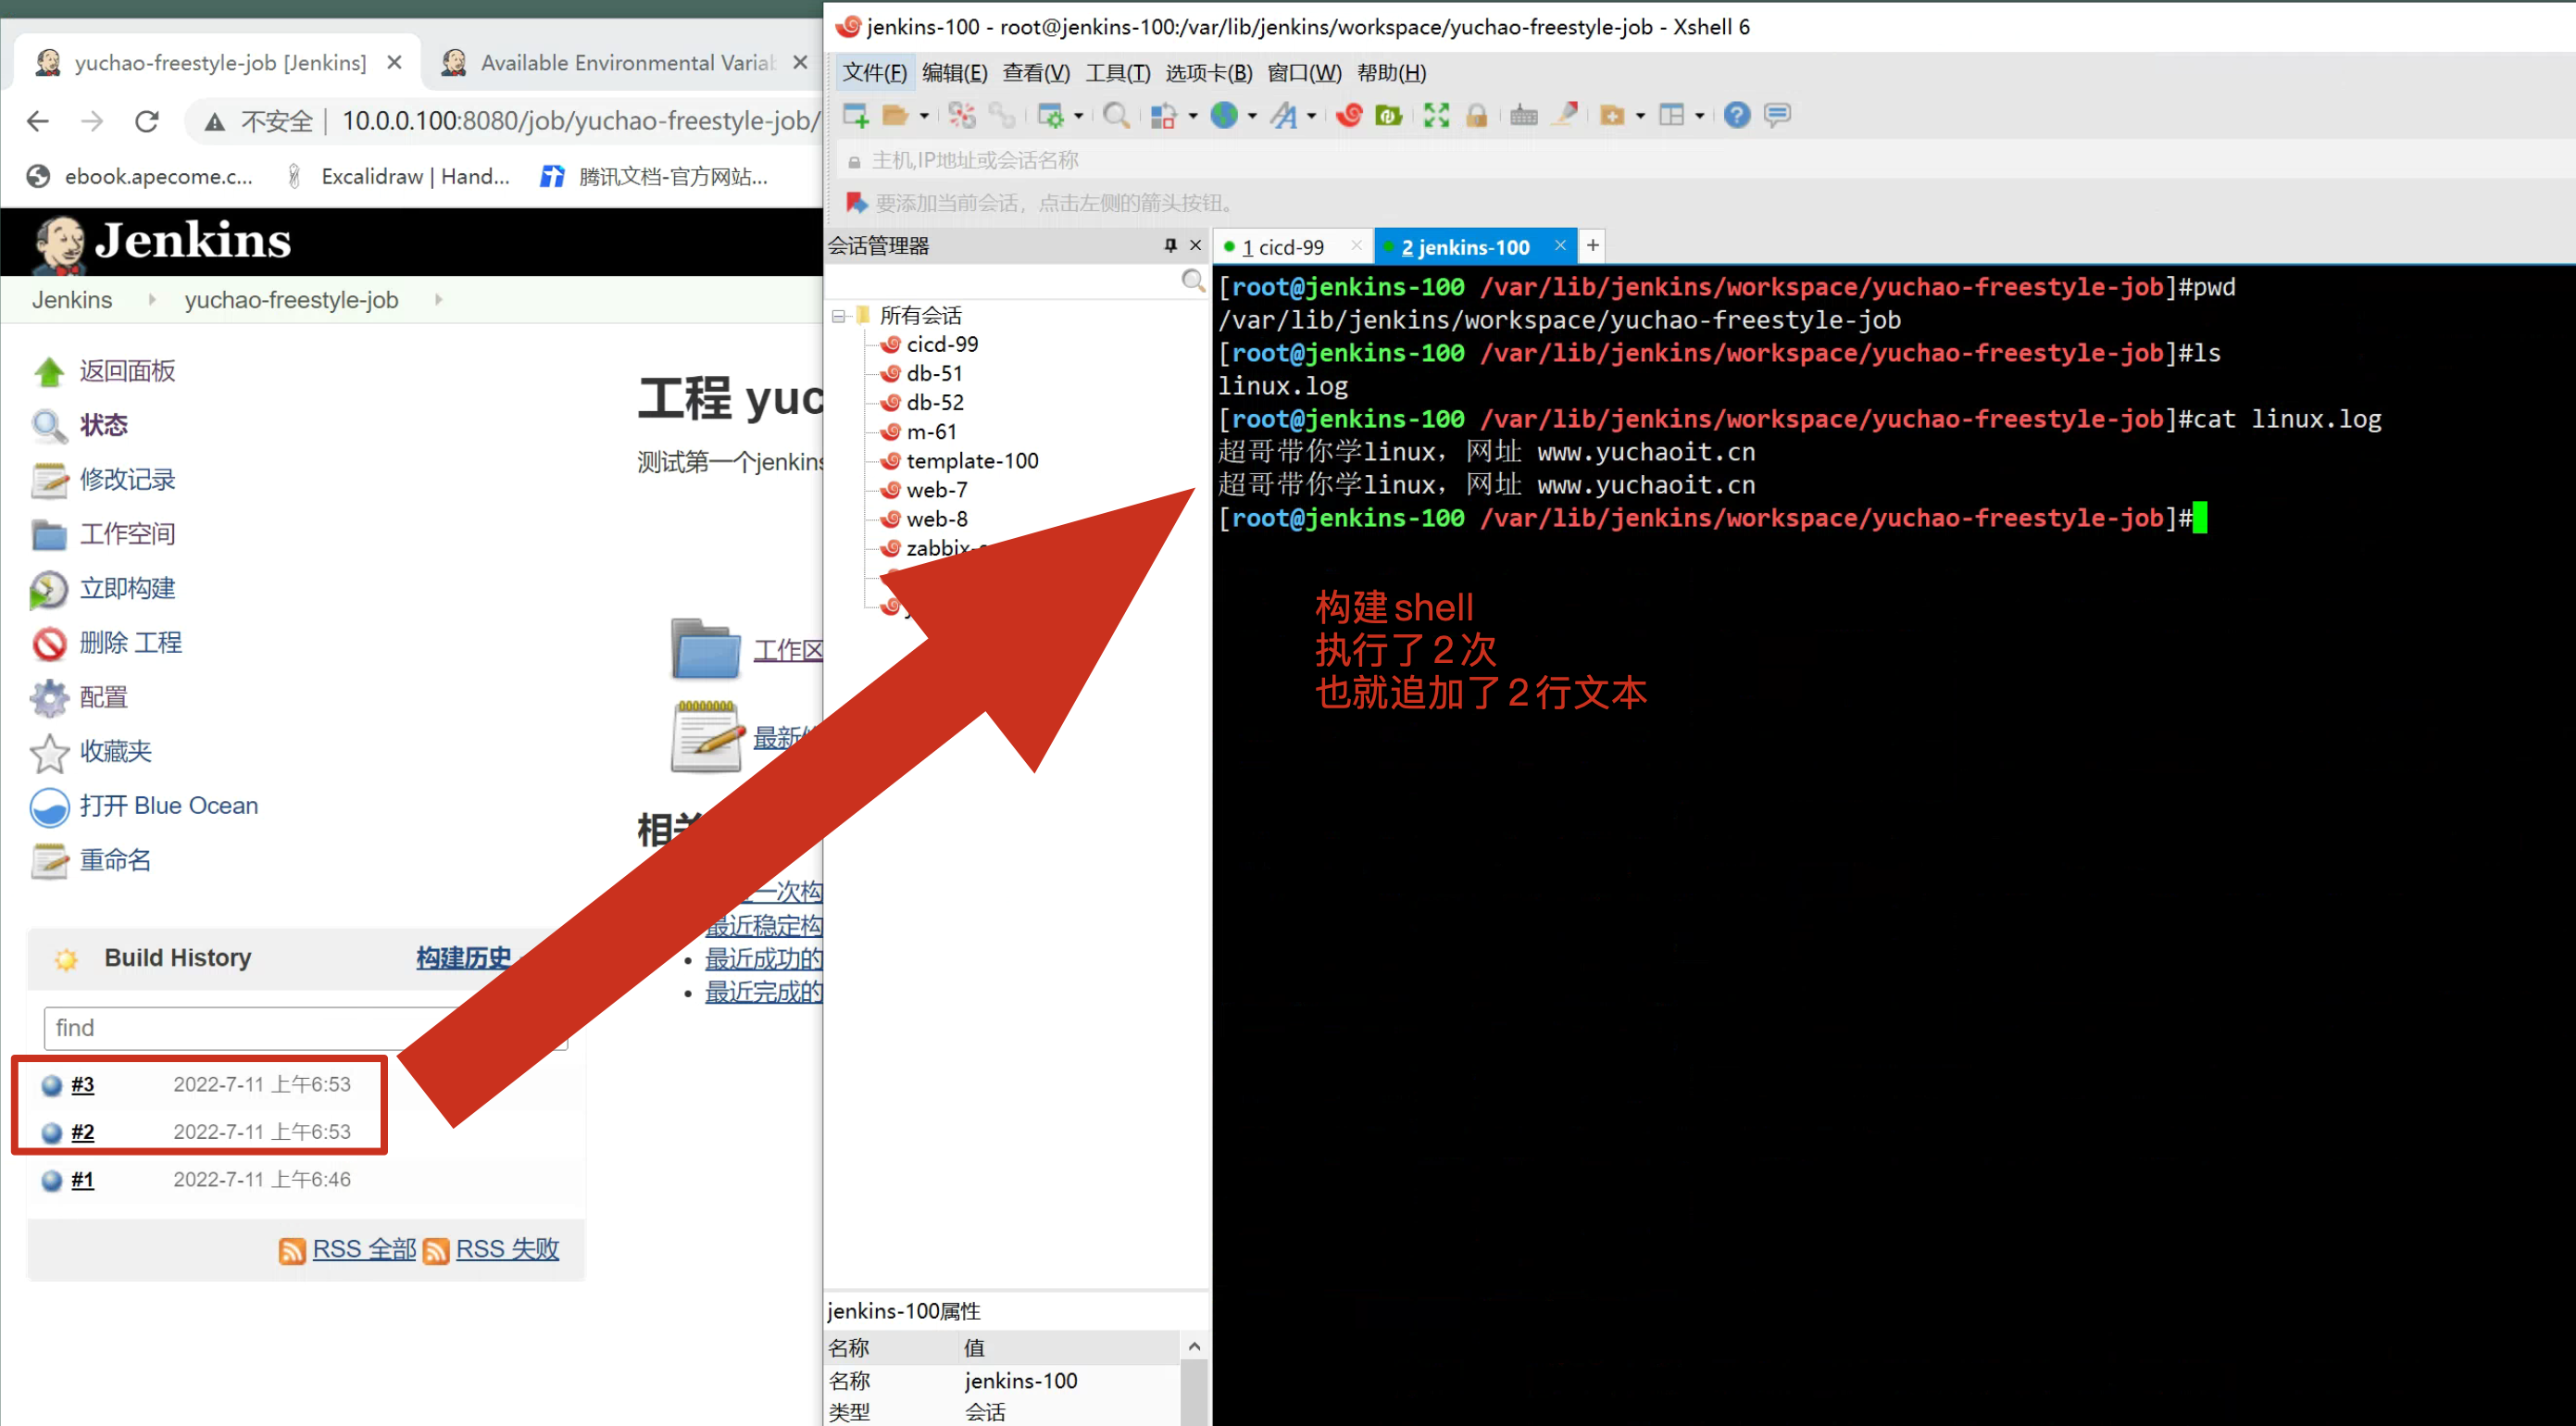 yuchao-freestyle-job [Jenkins]
Available Environmental Varia
不安全
10.0.0.100:8080/job/yuchao-freestyle-job/
ebook.apecome.c...
Excalidraw | Hand...
腾讯文档-官方网站...
Jenkins
Jenkins
yuchao-freestyle-job
返回面板
状态
修改记录
工作空间
立即构建
删除 工程
配置
收藏夹
打开 Blue Ocean
重命名
Build History
构建历史
find
#3 2022-7-11 上午6:53
#2 2022-7-11 上午6:53
#1 2022-7-11 上午6:46
RSS 全部
RSS 失败
工程 yuc
测试第一个jenkins
工作区
最新
相关
一次构
最近稳定构
最近成功的
最近完成的
jenkins-100 - root@jenkins-100:/var/lib/jenkins/workspace/yuchao-freestyle-job - Xshell 6
文件(F) 编辑(E) 查看(V) 工具(T) 选项卡(B) 窗口(W) 帮助(H)
主机,IP地址或会话名称
要添加当前会话，点击左侧的箭头按钮。
会话管理器
所有会话
cicd-99
db-51
db-52
m-61
template-100
web-7
web-8
zabbix-
jenkins-100属性
名称 值
名称 jenkins-100
类型 会话
1 cicd-99
2 jenkins-100
[root@jenkins-100 /var/lib/jenkins/workspace/yuchao-freestyle-job]#pwd
/var/lib/jenkins/workspace/yuchao-freestyle-job
[root@jenkins-100 /var/lib/jenkins/workspace/yuchao-freestyle-job]#ls
linux.log
[root@jenkins-100 /var/lib/jenkins/workspace/yuchao-freestyle-job]#cat linux.log
超哥带你学linux，网址 www.yuchaoit.cn
超哥带你学linux，网址 www.yuchaoit.cn
[root@jenkins-100 /var/lib/jenkins/workspace/yuchao-freestyle-job]#
构建shell
执行了2次
也就追加了2行文本